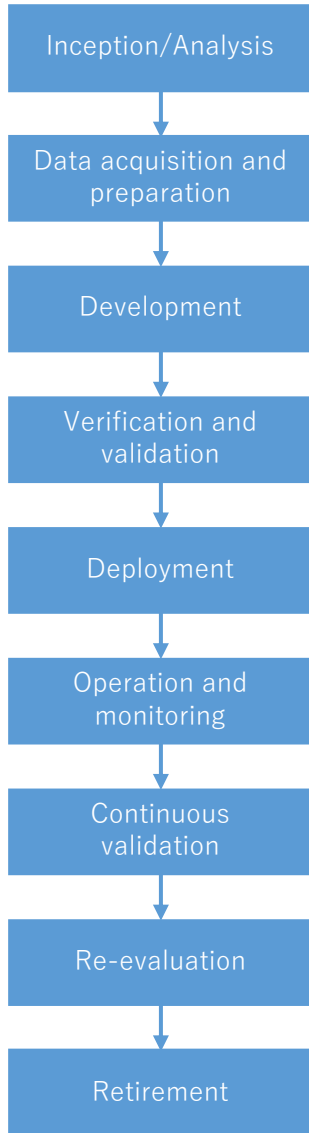 Inception/Analysis
Data acquisition and
preparation
Development
Verification and
validation
Deployment
Operation and
monitoring
Continuous
validation
Re-evaluation
Retirement